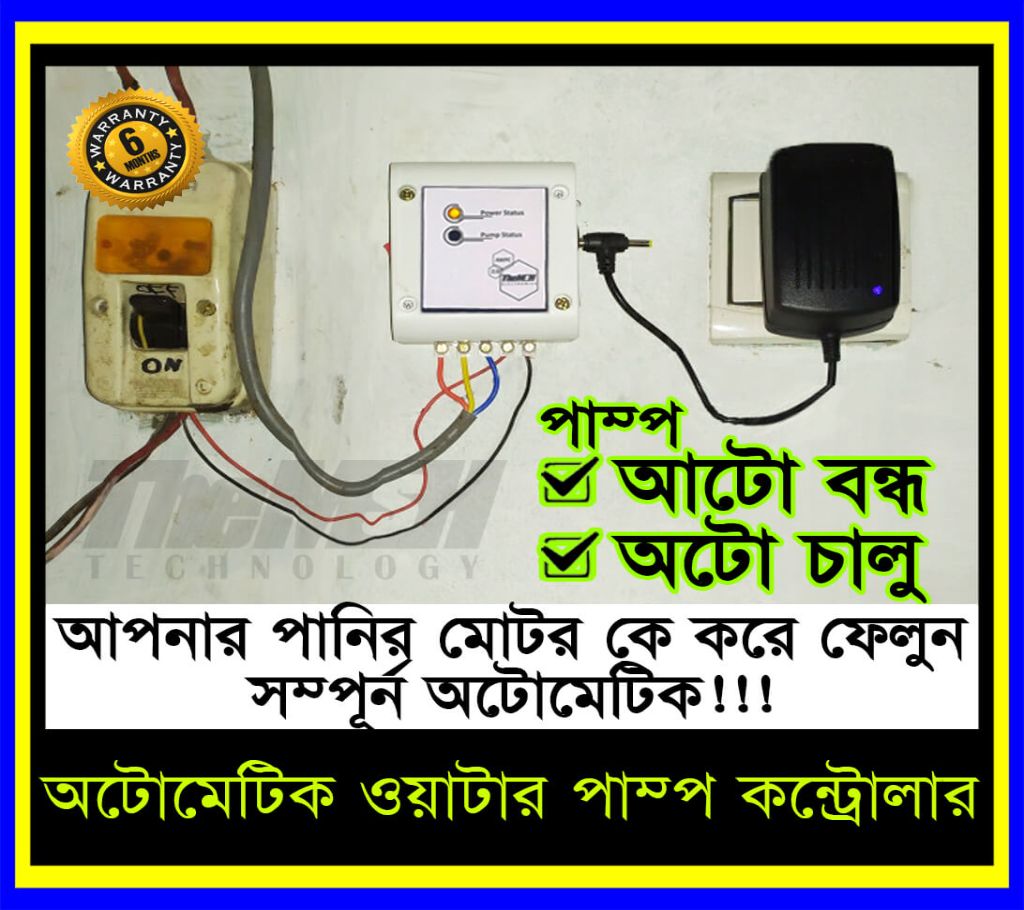 WARRANTY
6
MONTHS
WARRANTY
OFF
ON
Power Status
Pump Status
TECHNOLOGY
পাম্প
আটো বন্ধ
অটো চালু
আপনার পানির মোটর কে করে ফেলুন
সম্পূর্ন অটোমেটিক!!!
অটোমেটিক ওয়াটার পাম্প কন্ট্রোলার